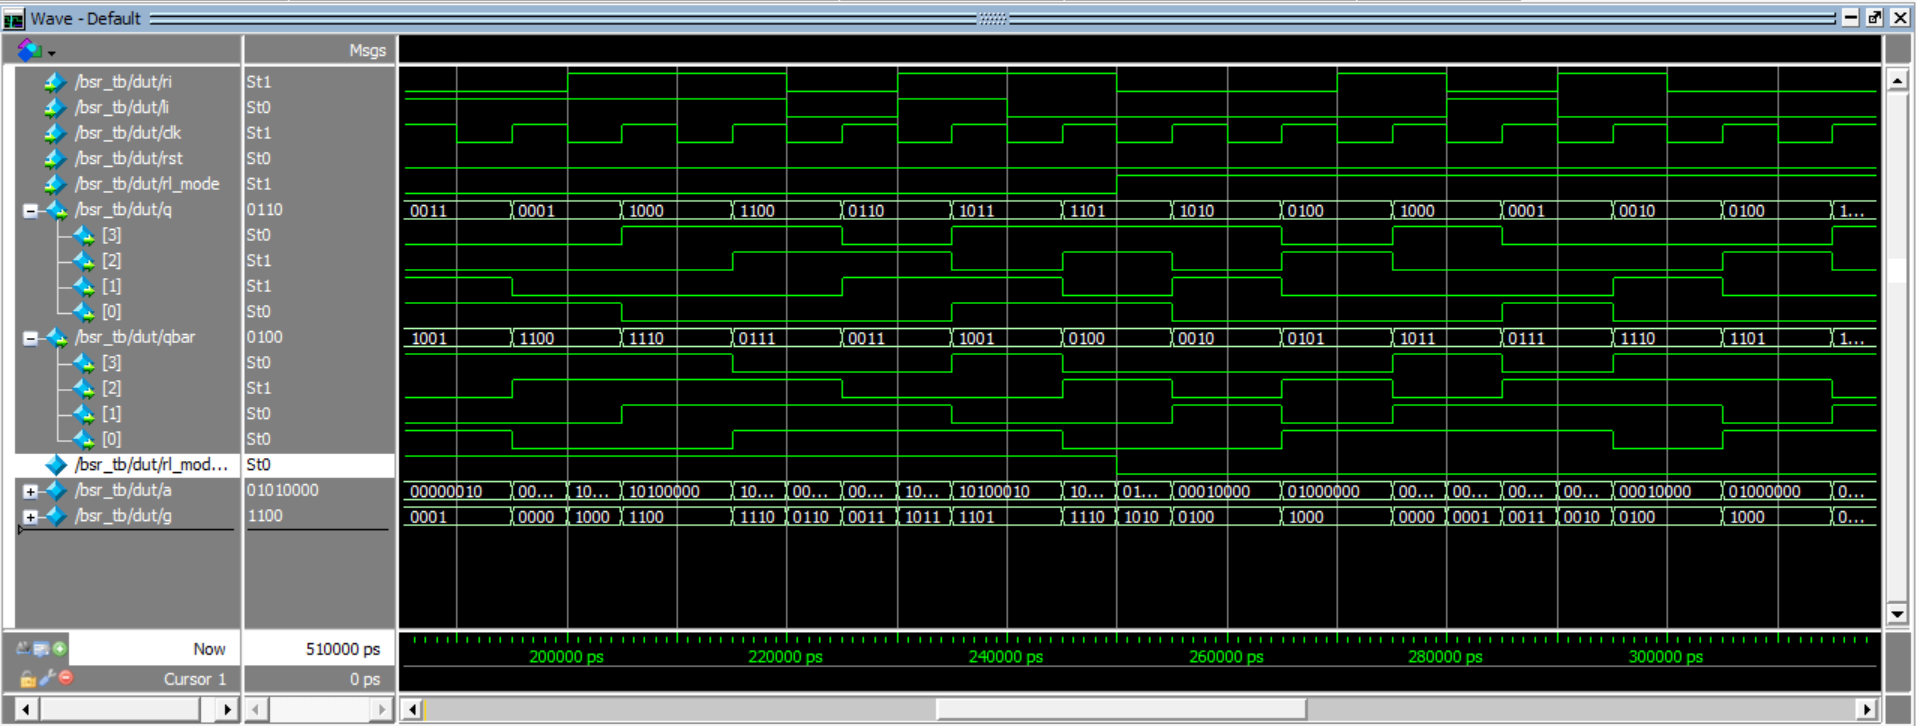 Wave - Default
Msgs
/bsr_tb/dut/ri St1
/bsr_tb/dut/li St0
/bsr_tb/dut/clk St1
/bsr_tb/dut/rst St0
/bsr_tb/dut/rl_mode St1
/bsr_tb/dut/q 0110 0011 0001 1000 1100 0110 1011 1101 1010 0100 1000 0001 0010 0100 1...
[3] St0
[2] St1
[1] St1
[0] St0
/bsr_tb/dut/qbar 0100 1001 1100 1110 0111 0011 1001 0100 0010 0101 1011 0111 1110 1101 1...
[3] St0
[2] St1
[1] St0
[0] St0
/bsr_tb/dut/rl_mod... St0
/bsr_tb/dut/a 01010000 00000010 00... 10... 10100000 10... 00... 00... 10... 10100010 10... 01... 00010000 01000000 00... 00... 00... 00... 00010000 01000000 0...
/bsr_tb/dut/g 1100 0001 0000 1000 1100 1110 0110 0011 1011 1101 1110 1010 0100 1000 0000 0001 0011 0010 0100 1000 0...
Now 510000 ps 200000 ps 220000 ps 240000 ps 260000 ps 280000 ps 300000 ps
Cursor 1 0 ps